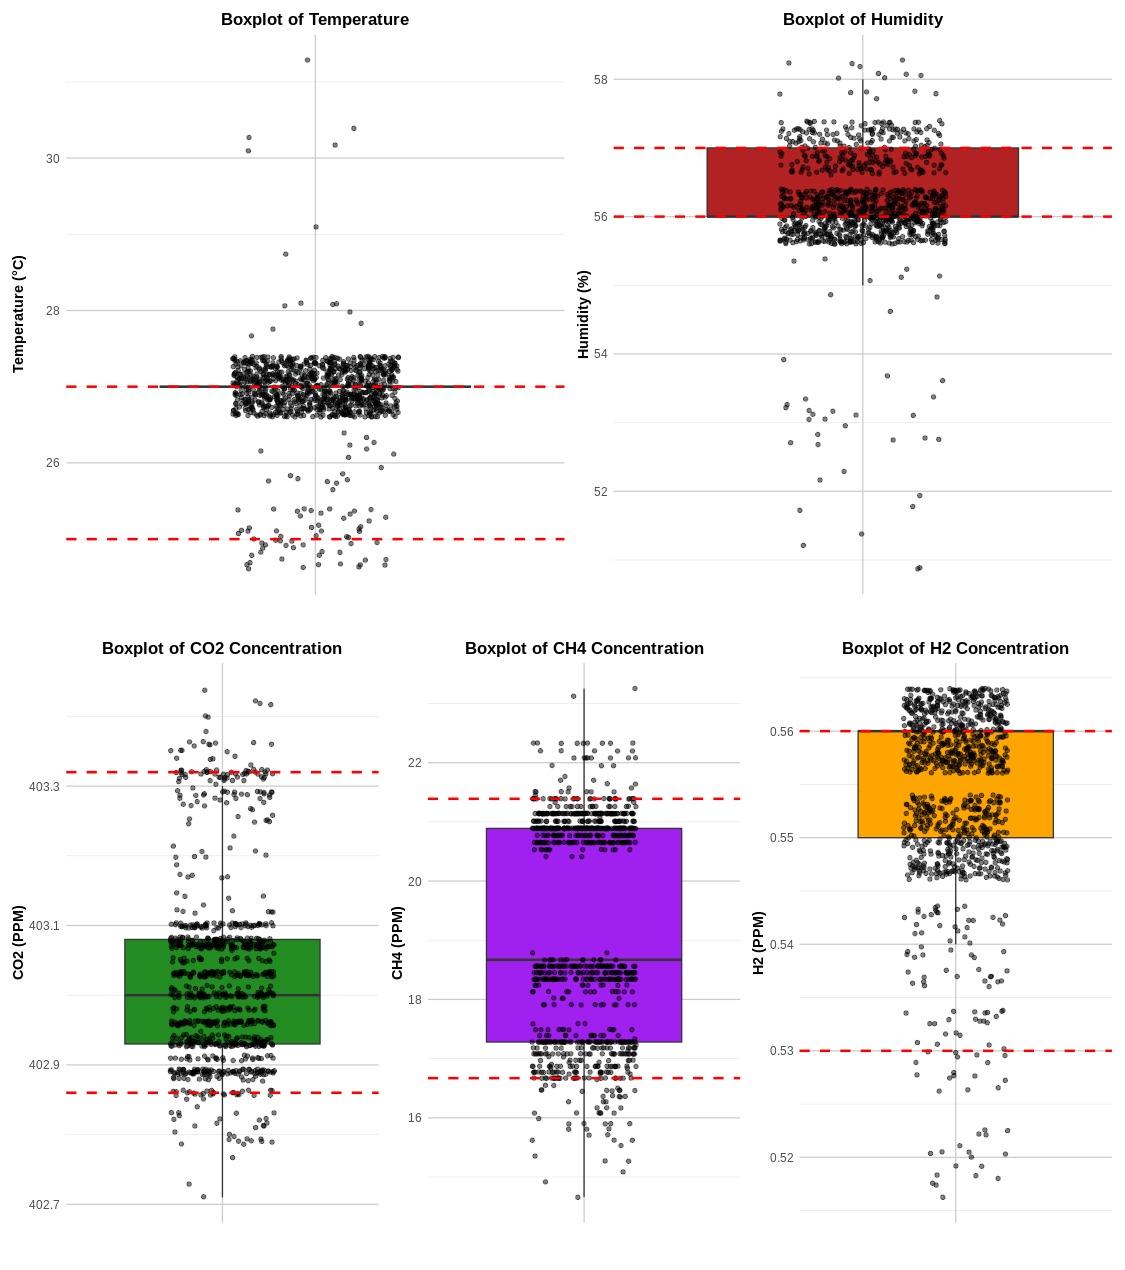 Boxplot of Temperature
Temperature (°C)
30
28
26
Boxplot of Humidity
Humidity (%)
58
56
54
52
Boxplot of CO2 Concentration
CO2 (PPM)
403.3
403.1
402.9
402.7
Boxplot of CH4 Concentration
CH4 (PPM)
22
20
18
16
Boxplot of H2 Concentration
H2 (PPM)
0.56
0.55
0.54
0.53
0.52